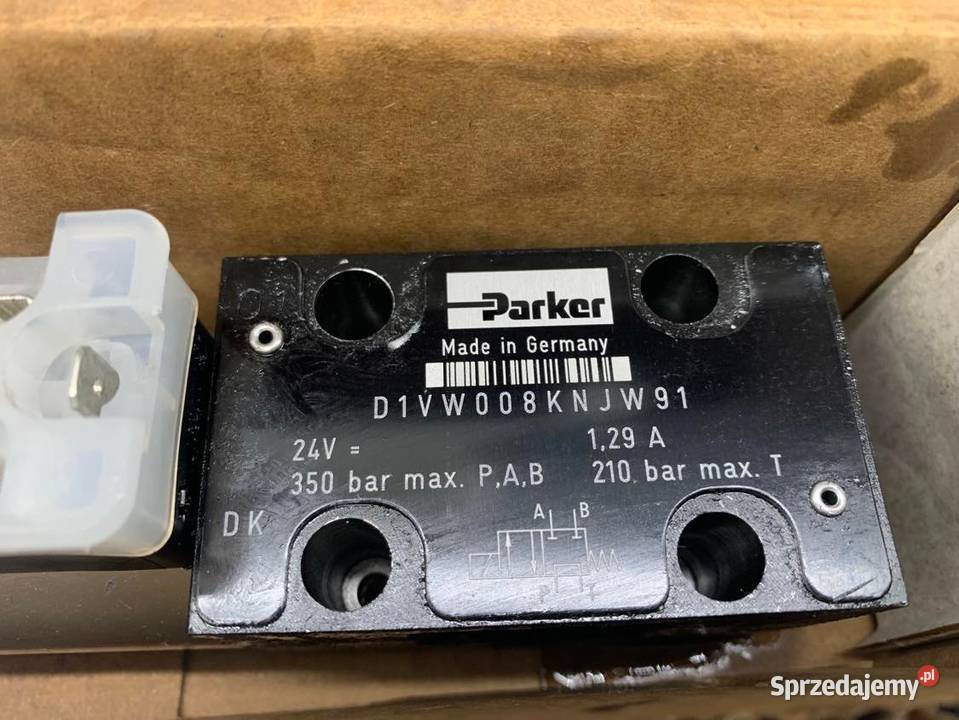 Parker
Made in Germany
D1VW008KNJW91
24V = 1,29 A
350 bar max. P,A,B 210 bar max. T
DK
A B
P T
Sprzedajemy.pl